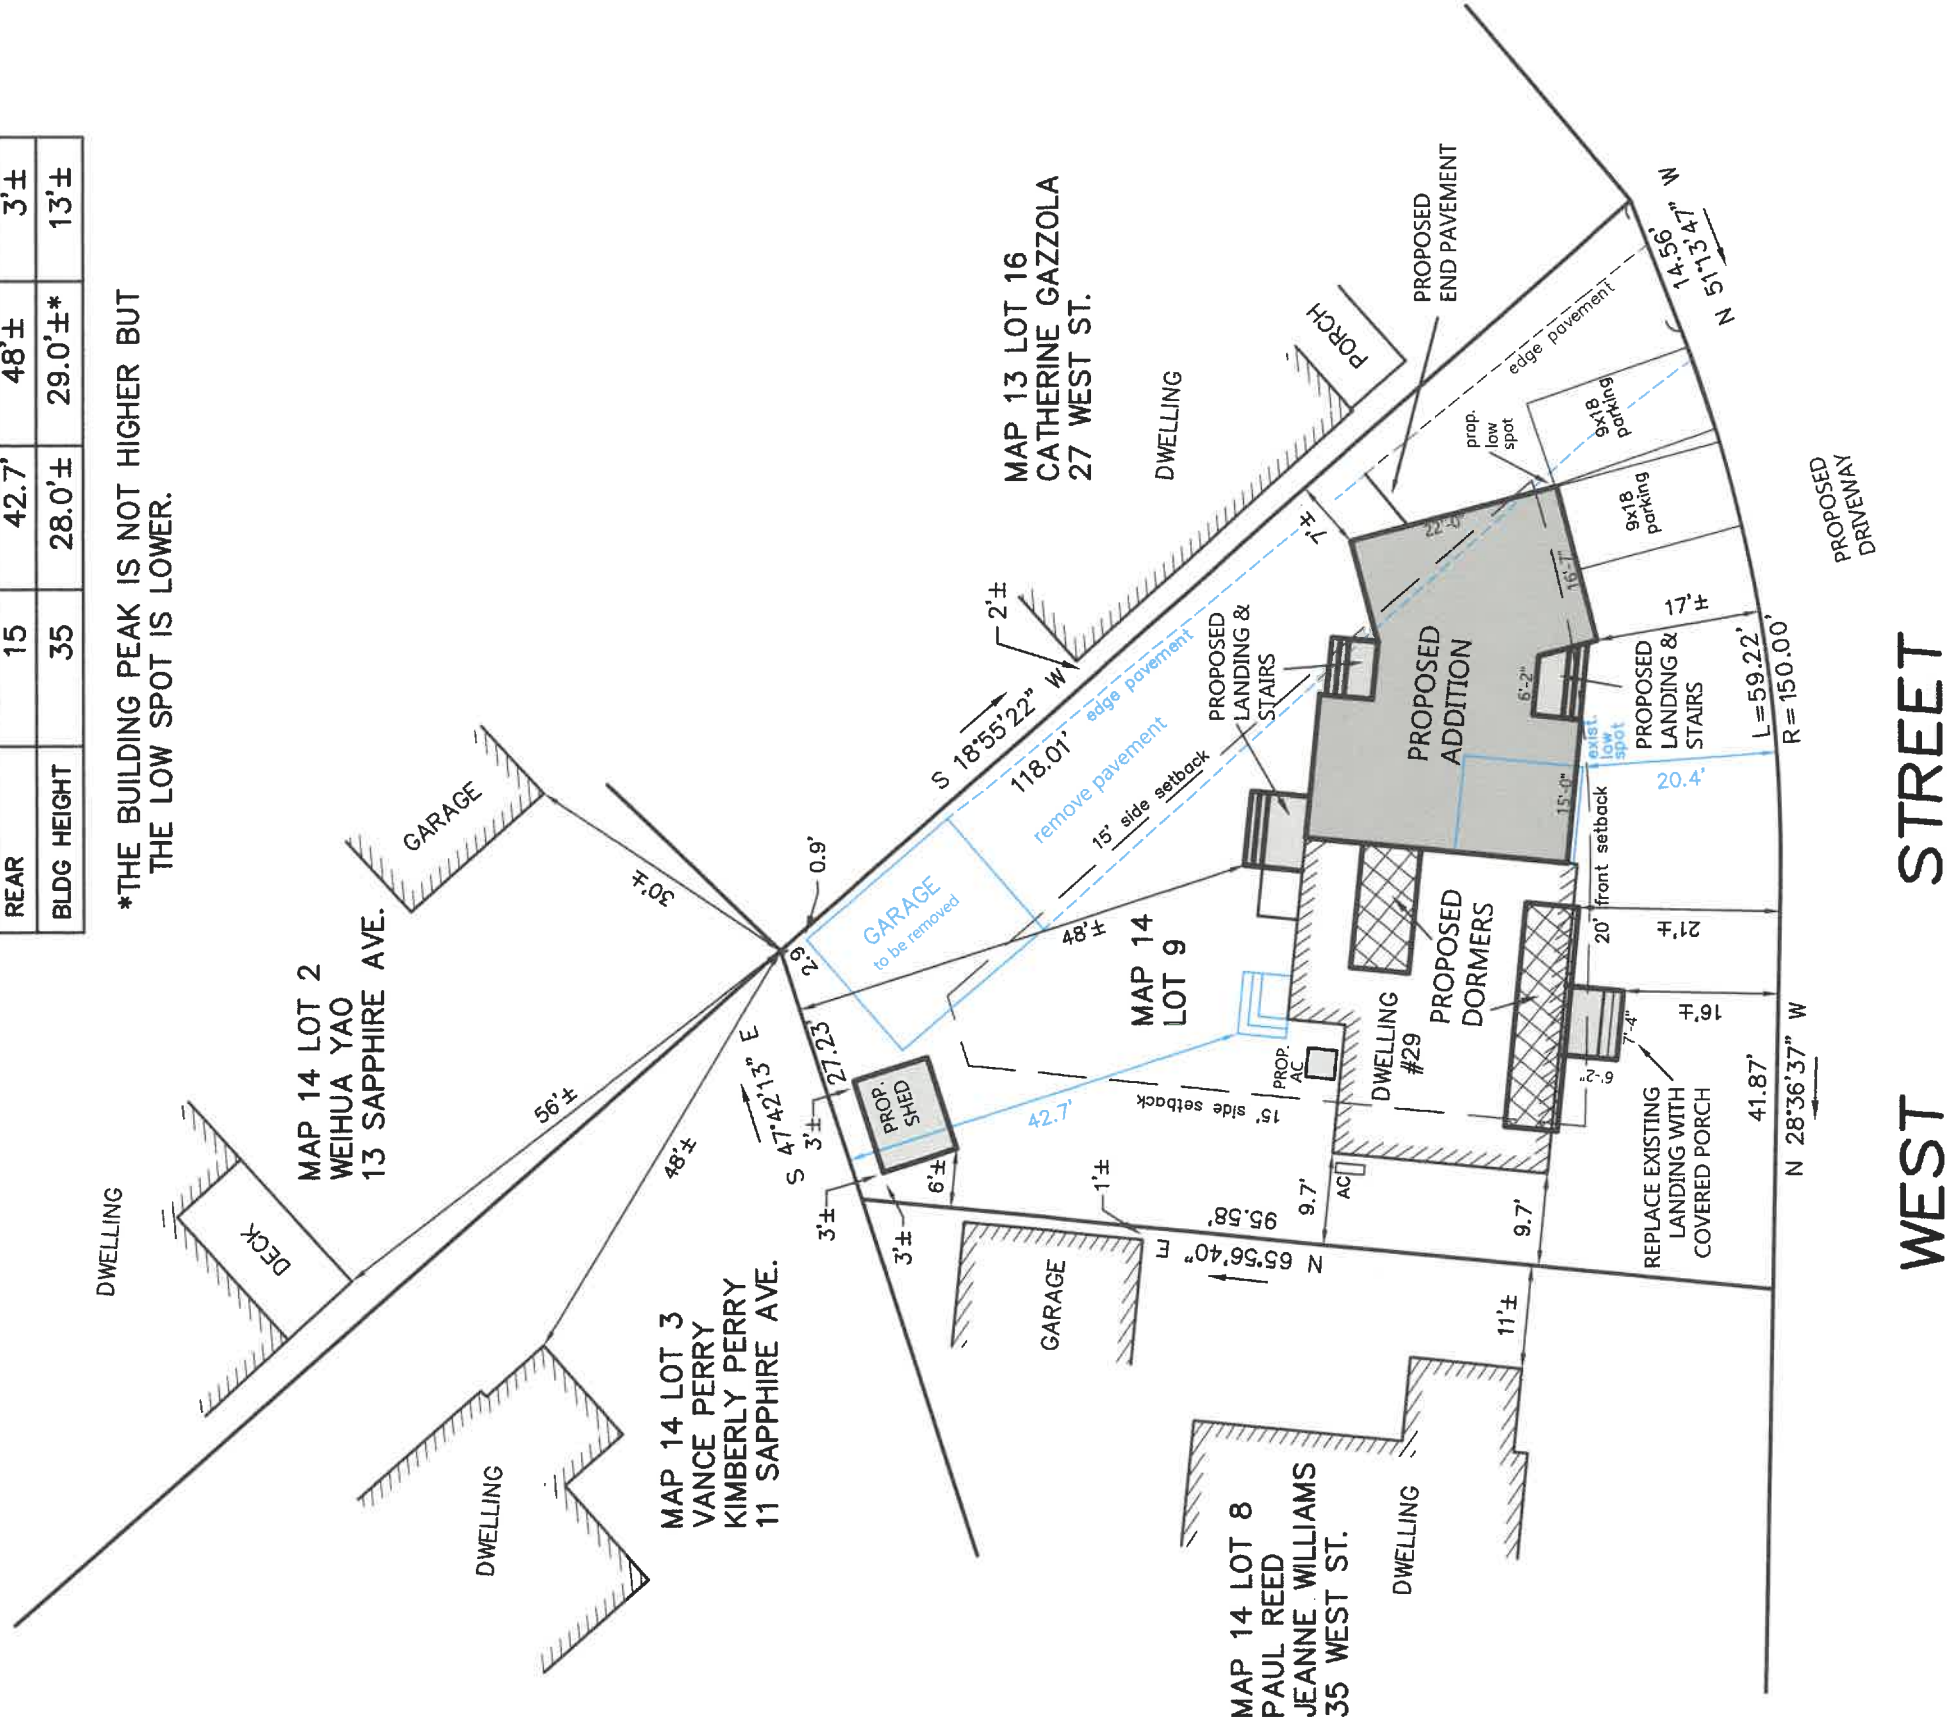 REAR 15 42.7' 48'± 3'±
BLDG HEIGHT 35 28.0'± 29.0'±* 13'±
*THE BUILDING PEAK IS NOT HIGHER BUT
THE LOW SPOT IS LOWER.
MAP 14 LOT 2
WEIHUA YAO
13 SAPPHIRE AVE.
GARAGE
30'±
DWELLING
DECK
56'±
48'±
DWELLING
MAP 14 LOT 3
VANCE PERRY
KIMBERLY PERRY
11 SAPPHIRE AVE.
MAP 13 LOT 16
CATHERINE GAZZOLA
27 WEST ST.
DWELLING
PORCH
2'±
PROPOSED
END PAVEMENT
S 18°55'22" W
118.01'
edge pavement
remove pavement
15' side setback
0.9'
2.9
GARAGE
to be removed
48'±
S 47°42'13" E
27.23'
3'±
3'±
3'±
6'±
PROP.
SHED
42.7'
15' side setback
MAP 14
LOT 9
PROP.
AC
AC
1'±
95.58'
N 65°56'40" E
9.7'
9.7'
11'±
GARAGE
DWELLING
#29
PROPOSED
DORMERS
PROPOSED
LANDING &
STAIRS
PROPOSED
ADDITION
7'±
22'-0"
16'-7"
6'-2"
15'-0"
prop.
low
spot
edge pavement
9x18
parking
9x18
parking
14.56'
N 51°13'47" W
PROPOSED
DRIVEWAY
17'±
PROPOSED
LANDING &
STAIRS
exist.
low
spot
20.4'
L=59.22'
R=150.00'
20' front setback
21'±
16'±
7'-4"
6'-2"
REPLACE EXISTING
LANDING WITH
COVERED PORCH
41.87'
N 28°36'37" W
MAP 14 LOT 8
PAUL REED
JEANNE WILLIAMS
35 WEST ST.
DWELLING
WEST STREET